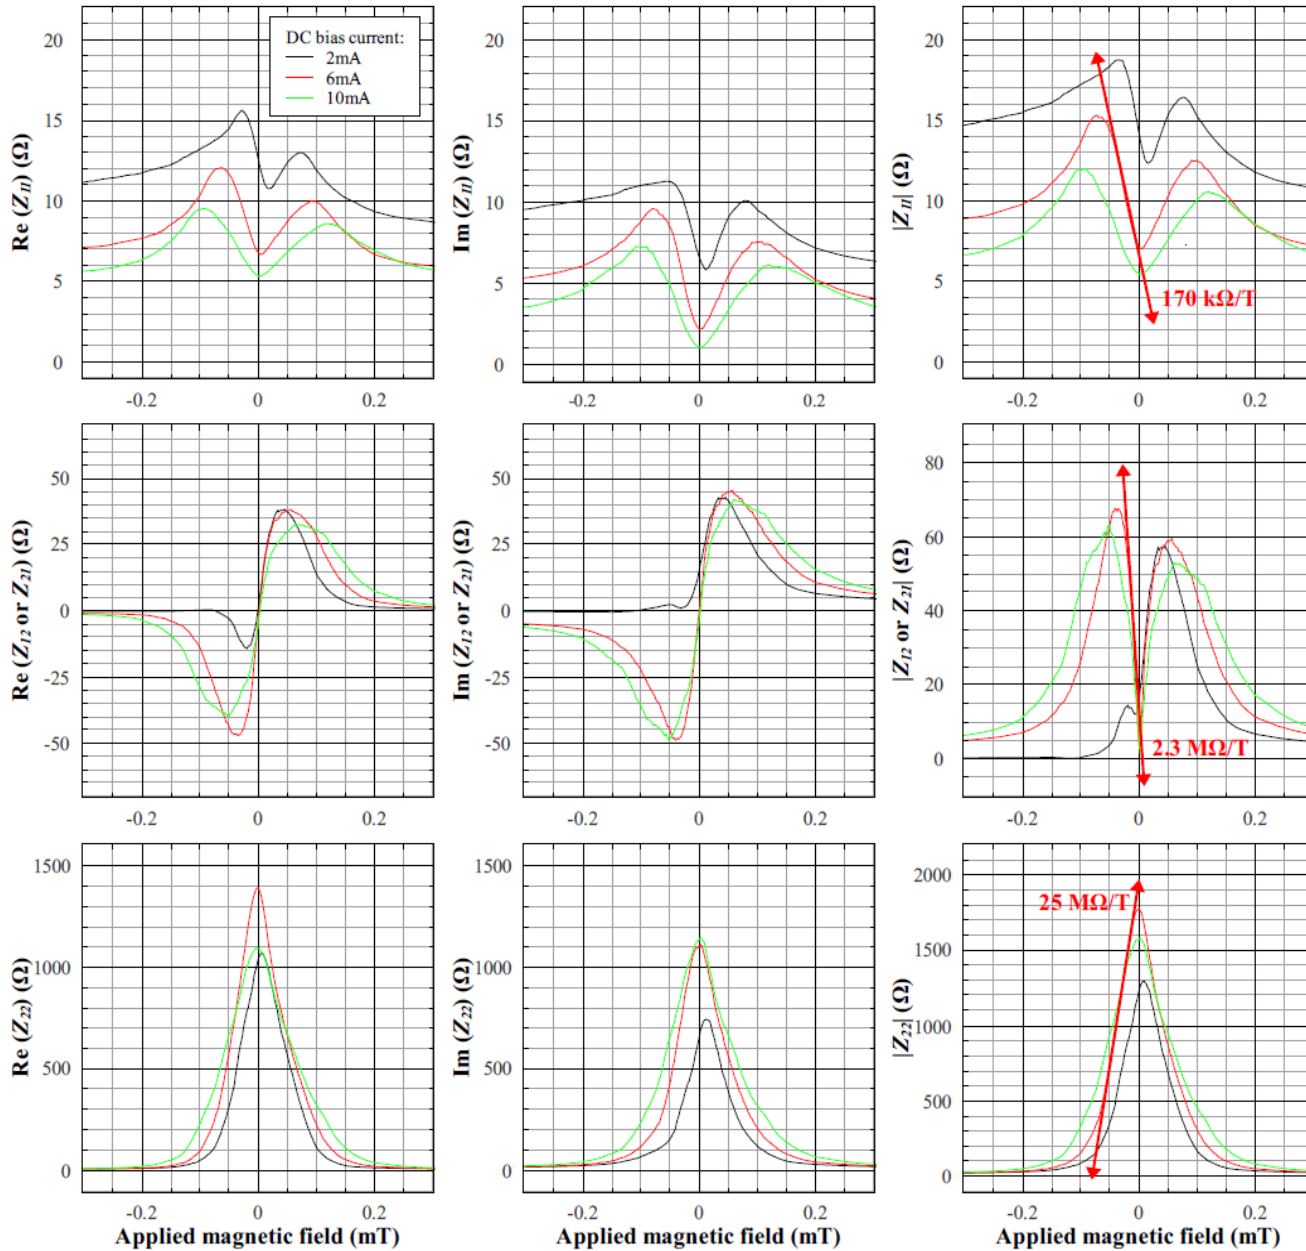 DC bias current:
2mA
6mA
10mA
Re (Z11) (Ω)
20
15
10
5
0
-0.2 0 0.2
Im (Z11) (Ω)
20
15
10
5
0
-0.2 0 0.2
|Z11| (Ω)
20
15
10
5
0
170 kΩ/T
-0.2 0 0.2
Re (Z12 or Z21) (Ω)
50
25
0
-25
-50
-0.2 0 0.2
Im (Z12 or Z21) (Ω)
50
25
0
-25
-50
-0.2 0 0.2
|Z12 or Z21| (Ω)
80
60
40
20
0
2.3 MΩ/T
-0.2 0 0.2
Re (Z22) (Ω)
1500
1000
500
0
-0.2 0 0.2
Applied magnetic field (mT)
Im (Z22) (Ω)
1500
1000
500
0
-0.2 0 0.2
Applied magnetic field (mT)
|Z22| (Ω)
2000
1500
1000
500
0
25 MΩ/T
-0.2 0 0.2
Applied magnetic field (mT)